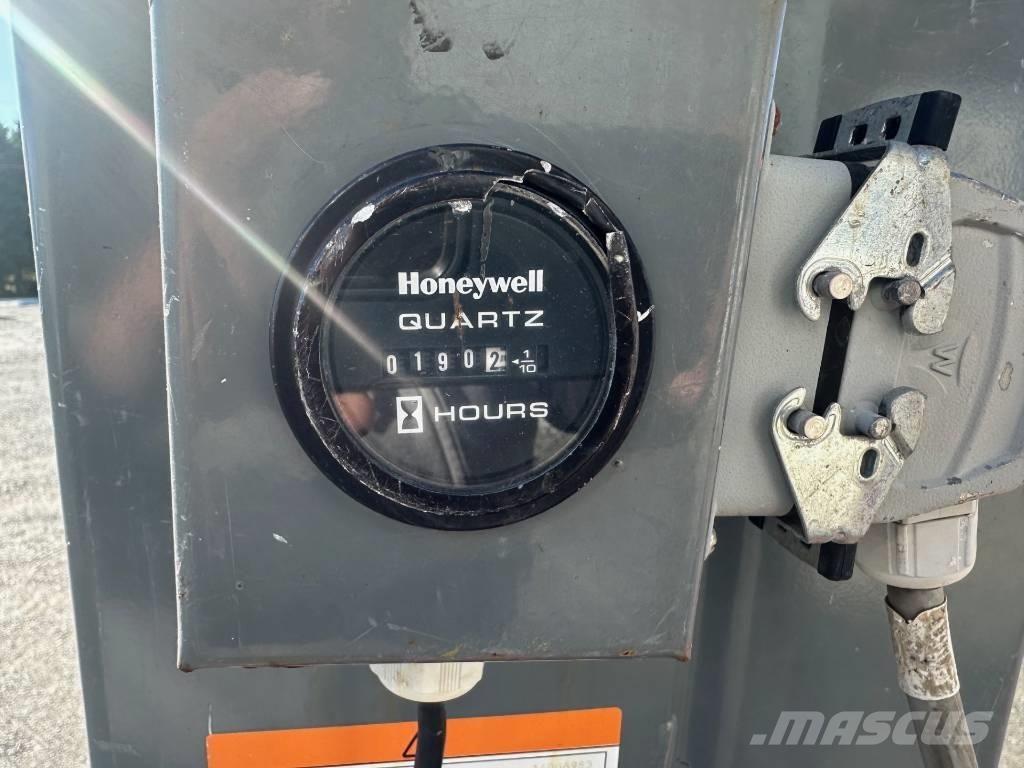 Honeywell
QUARTZ
01902 ◄1/10
HOURS
MASCUS